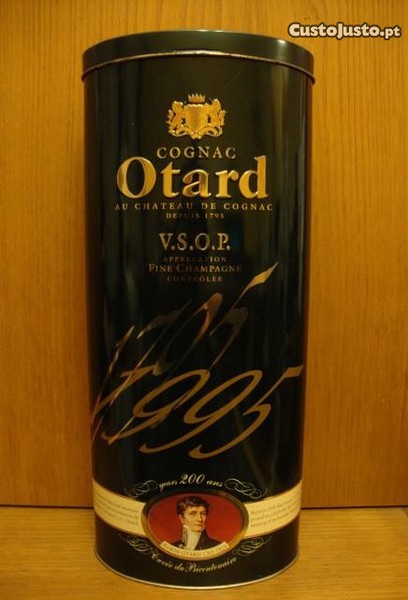 CustoJusto.pt
COGNAC
Otard
AU CHATEAU DE COGNAC
DEPUIS 1795
V.S.O.P.
APPELLATION
FINE CHAMPAGNE
CONTRÔLÉE
1795
1995
years 200 ans
Cuvée du Bicentenaire